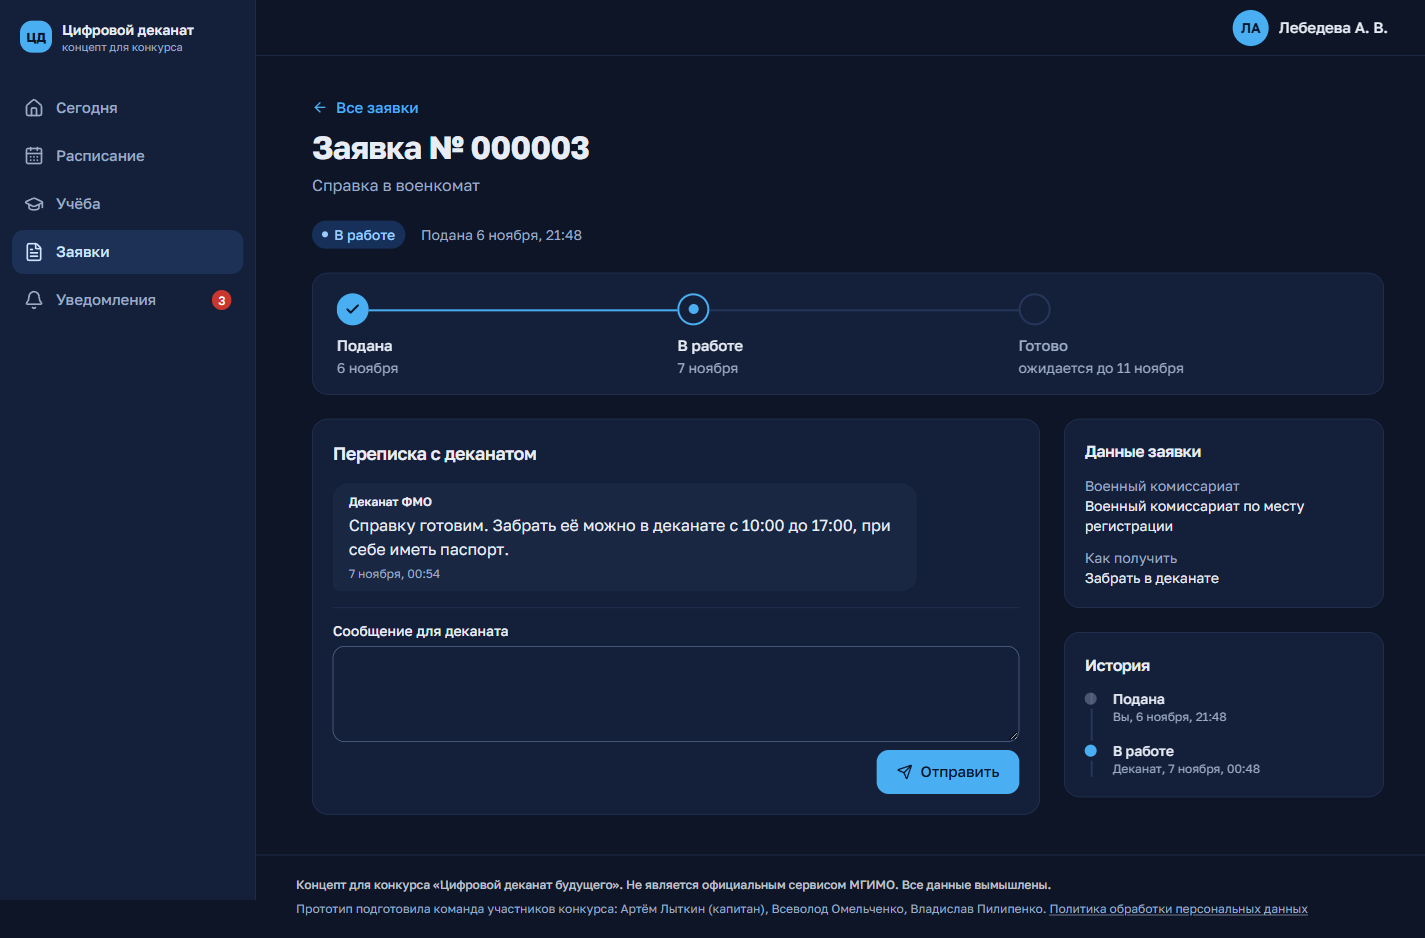 ЦД
Цифровой деканат
концепт для конкурса
ЛА
Лебедева А. В.
Сегодня
Расписание
Учёба
Заявки
Уведомления
3
Все заявки
Заявка № 000003
Справка в военкомат
В работе
Подана 6 ноября, 21:48
Подана
6 ноября
В работе
7 ноября
Готово
ожидается до 11 ноября
Переписка с деканатом
Деканат ФМО
Справку готовим. Забрать её можно в деканате с 10:00 до 17:00, при
себе иметь паспорт.
7 ноября, 00:54
Сообщение для деканата
Отправить
Данные заявки
Военный комиссариат
Военный комиссариат по месту
регистрации
Как получить
Забрать в деканате
История
Подана
Вы, 6 ноября, 21:48
В работе
Деканат, 7 ноября, 00:48
Концепт для конкурса «Цифровой деканат будущего». Не является официальным сервисом МГИМО. Все данные вымышлены.
Прототип подготовила команда участников конкурса: Артём Лыткин (капитан), Всеволод Омельченко, Владислав Пилипенко. Политика обработки персональных данных